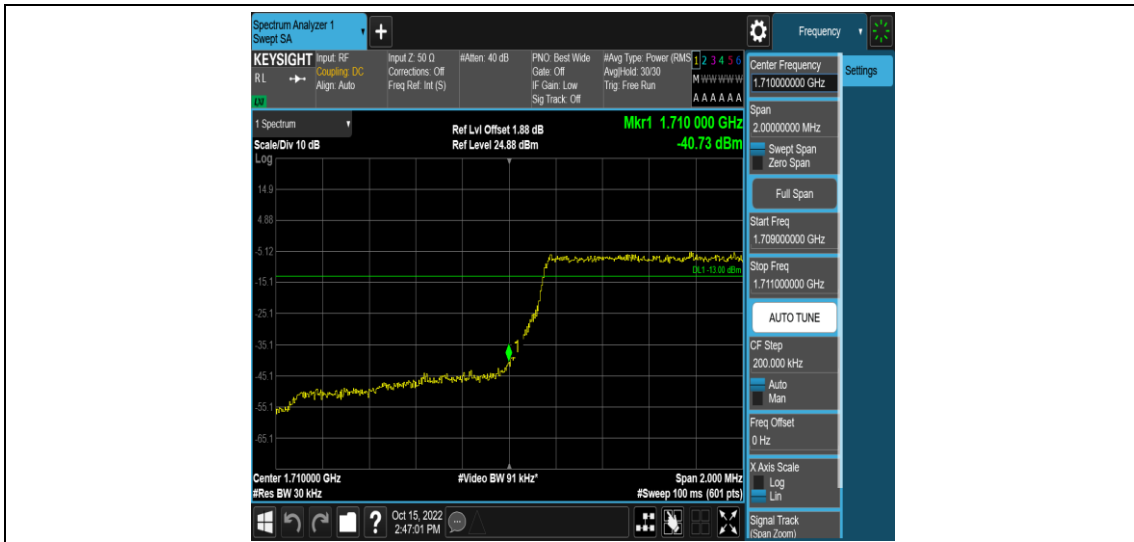 Spectrum Analyzer 1
Swept SA
+
Frequency
KEYSIGHT
RL
LM
Input: RF
Coupling: DC
Align: Auto
Input Z: 50 Ω
Corrections: Off
Freq Ref: Int (S)
#Atten: 40 dB
PNO: Best Wide
Gate: Off
IF Gain: Low
Sig Track: Off
#Avg Type: Power (RMS
Avg|Hold: 30/30
Trig: Free Run
1 2 3 4 5 6
M W W W W W
A A A A A A
1 Spectrum
Scale/Div 10 dB
Log
Ref Lvl Offset 1.88 dB
Ref Level 24.88 dBm
Mkr1 1.710 000 GHz
-40.73 dBm
14.9
4.88
-5.12
DL1 -13.00 dBm
-15.1
-25.1
-35.1
1
-45.1
-55.1
-65.1
Center 1.710000 GHz
#Res BW 30 kHz
#Video BW 91 kHz*
Span 2.000 MHz
#Sweep 100 ms (601 pts)
?
Oct 15, 2022
2:47:01 PM
Center Frequency
1.710000000 GHz
Settings
Span
2.00000000 MHz
Swept Span
Zero Span
Full Span
Start Freq
1.709000000 GHz
Stop Freq
1.711000000 GHz
AUTO TUNE
CF Step
200.000 kHz
Auto
Man
Freq Offset
0 Hz
X Axis Scale
Log
Lin
Signal Track
(Span Zoom)